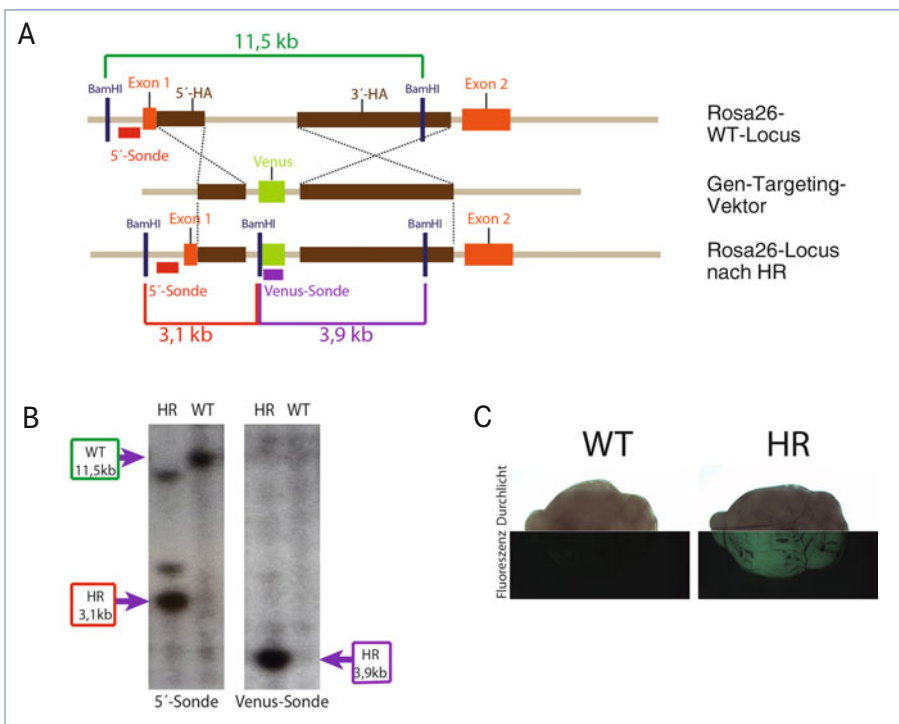 A
11,5 kb
BamHI
Exon 1
5´-HA
3´-HA
BamHI
Exon 2
5´-Sonde
Rosa26-
WT-Locus
Venus
Gen-Targeting-
Vektor
BamHI
Exon 1
BamHI
BamHI
Exon 2
5´-Sonde
Venus-Sonde
Rosa26-Locus
nach HR
3,1 kb
3,9 kb
B
HR WT
HR WT
WT
11,5kb
HR
3,1kb
HR
3,9kb
5´-Sonde
Venus-Sonde
C
WT
HR
Fluoreszenz Durchlicht